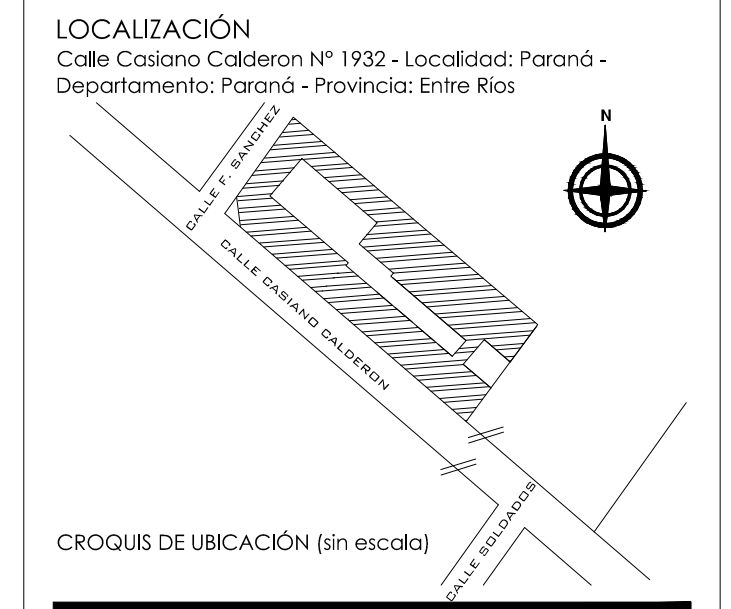 LOCALIZACIÓN
Calle Casiano Calderon N° 1932 - Localidad: Paraná -
Departamento: Paraná - Provincia: Entre Ríos
N
CALLE F. SANCHEZ
CALLE CASIANO CALDERON
CALLE SOLDADOS
CROQUIS DE UBICACIÓN (sin escala)